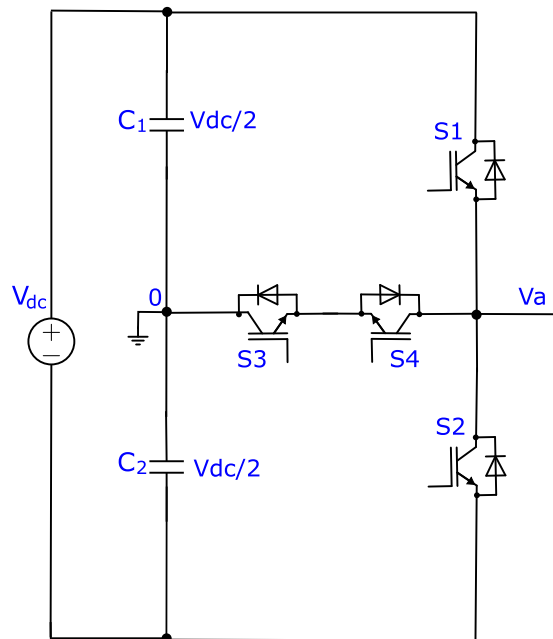 C₁ Vdc/2
S1
Vdc
0
Va
S3
S4
S2
C₂ Vdc/2